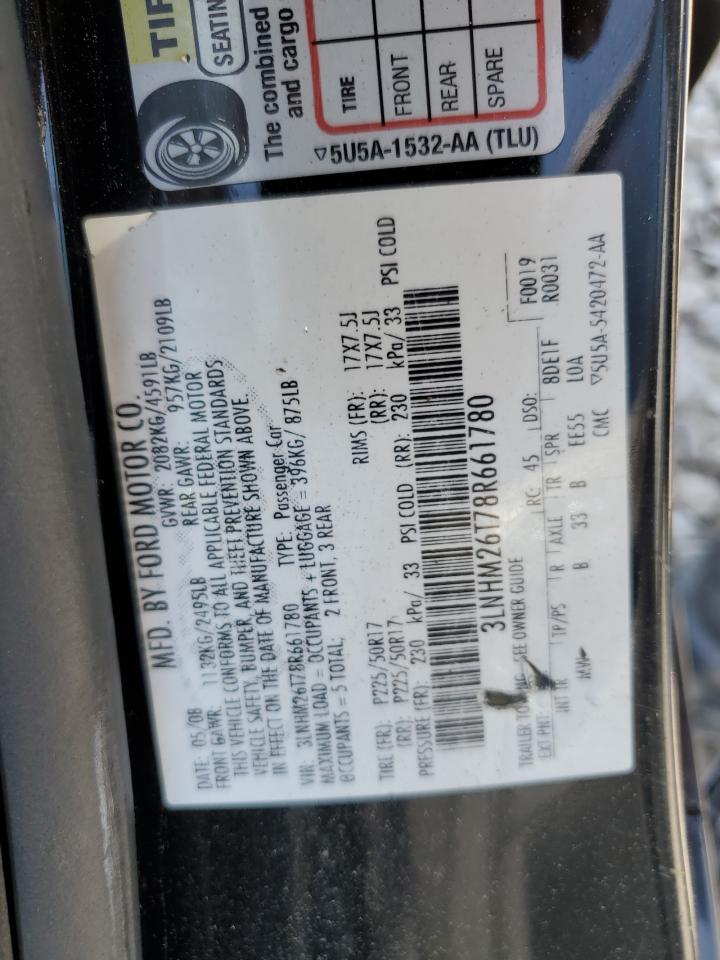 TIR
SEATIN
The combined
and cargo
TIRE
FRONT
REAR
SPARE
▽5U5A-1532-AA (TLU)
MFD. BY FORD MOTOR CO.
DATE: 05/08 GVWR: 2082KG/4591LB
FRONT GAWR: 1132KG/2495LB REAR GAWR: 957KG/2109LB
THIS VEHICLE CONFORMS TO ALL APPLICABLE FEDERAL MOTOR
VEHICLE SAFETY, BUMPER, AND THEFT PREVENTION STANDARDS
IN EFFECT ON THE DATE OF MANUFACTURE SHOWN ABOVE.
VIN: 3LNHM26T78R661780 TYPE: Passenger Car
MAXIMUM LOAD = OCCUPANTS + LUGGAGE = 396KG/ 875LB
OCCUPANTS = 5 TOTAL; 2 FRONT, 3 REAR
TIRE (FR): P225/50R17 RIMS (FR): 17X7.5J
(RR): P225/50R17 (RR): 17X7.5J
PRESSURE (FR): 230 kPa/ 33 PSI COLD (RR): 230 kPa/ 33 PSI COLD
3LNHM26T78R661780
TRAILER SEE OWNER GUIDE F0019
EXT PNT: RC: 45 DSO: R0031
INT TR TP/PS R AXLE TR SPR 8DE1F
B 33 B EE55 L0A
CMC ▽5U5A-5420472-AA